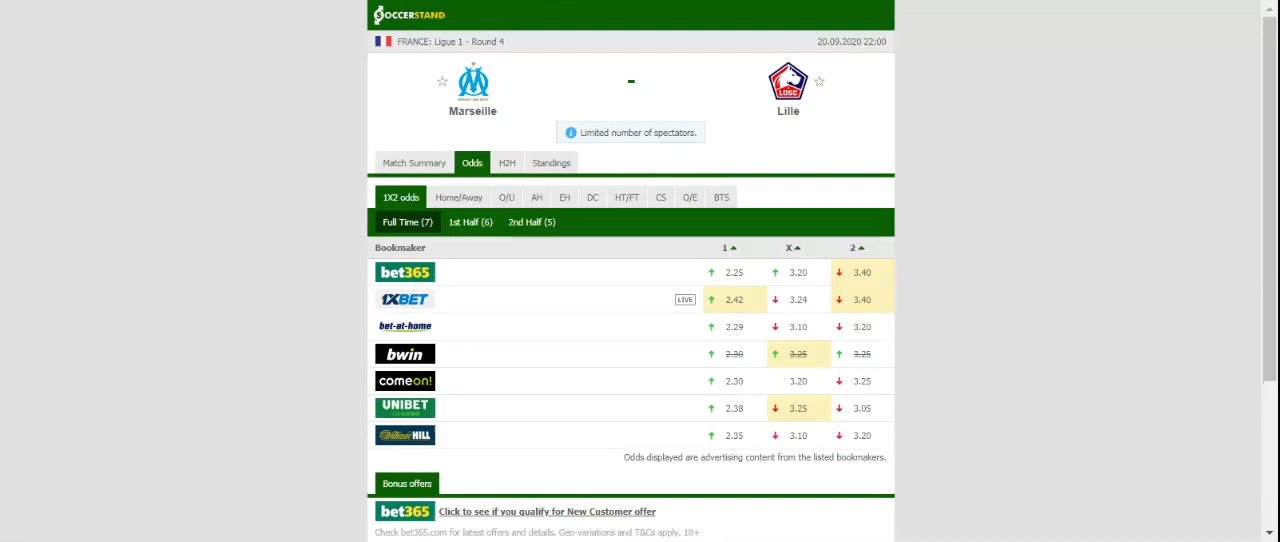 SOCCERSTAND
FRANCE: Ligue 1 - Round 4 20.09.2020 22:00
-
LOSC
Marseille Lille
Limited number of spectators.
Match Summary Odds H2H Standings
1X2 odds Home/Away O/U AH EH DC HT/FT CS O/E BTS
Full Time (7) 1st Half (6) 2nd Half (5)
Bookmaker 1 X 2
bet365 2.25 3.20 3.40
1XBET LIVE 2.42 3.24 3.40
bet-at-home 2.29 3.10 3.20
bwin 2.30 3.25 3.25
comeon! 2.30 3.20 3.25
UNIBET 2.38 3.25 3.05
William HILL 2.35 3.10 3.20
Odds displayed are advertising content from the listed bookmakers.
Bonus offers
bet365 Click to see if you qualify for New Customer offer
Check bet365.com for latest offers and details. Geo-variations and T&Cs apply. 18+